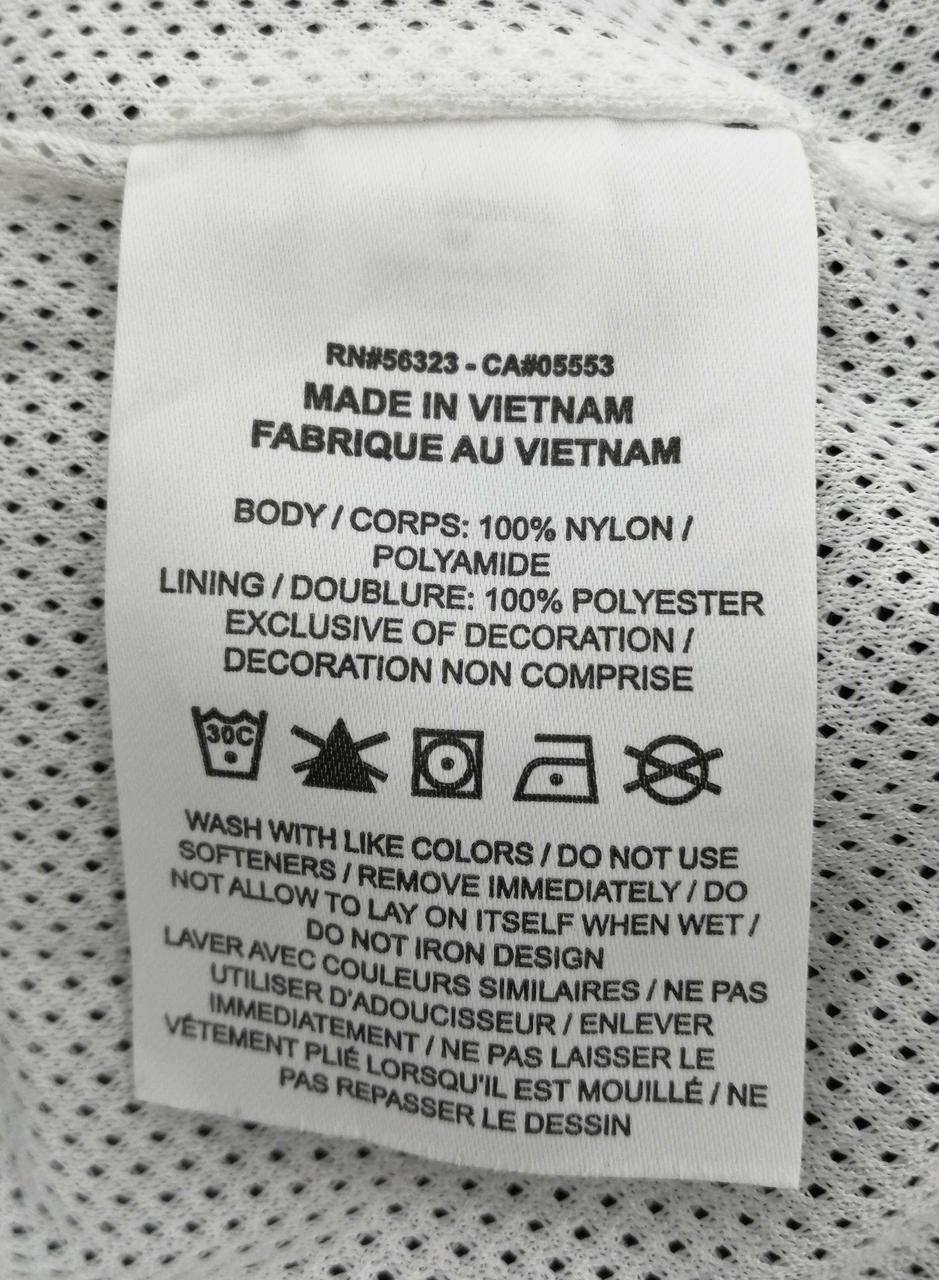 RN#56323 - CA#05553
MADE IN VIETNAM
FABRIQUE AU VIETNAM
BODY / CORPS: 100% NYLON /
POLYAMIDE
LINING / DOUBLURE: 100% POLYESTER
EXCLUSIVE OF DECORATION /
DECORATION NON COMPRISE
30C
WASH WITH LIKE COLORS / DO NOT USE
SOFTENERS / REMOVE IMMEDIATELY / DO
NOT ALLOW TO LAY ON ITSELF WHEN WET /
DO NOT IRON DESIGN
LAVER AVEC COULEURS SIMILAIRES / NE PAS
UTILISER D'ADOUCISSEUR / ENLEVER
IMMEDIATEMENT / NE PAS LAISSER LE
VÊTEMENT PLIÉ LORSQU'IL EST MOUILLÉ / NE
PAS REPASSER LE DESSIN